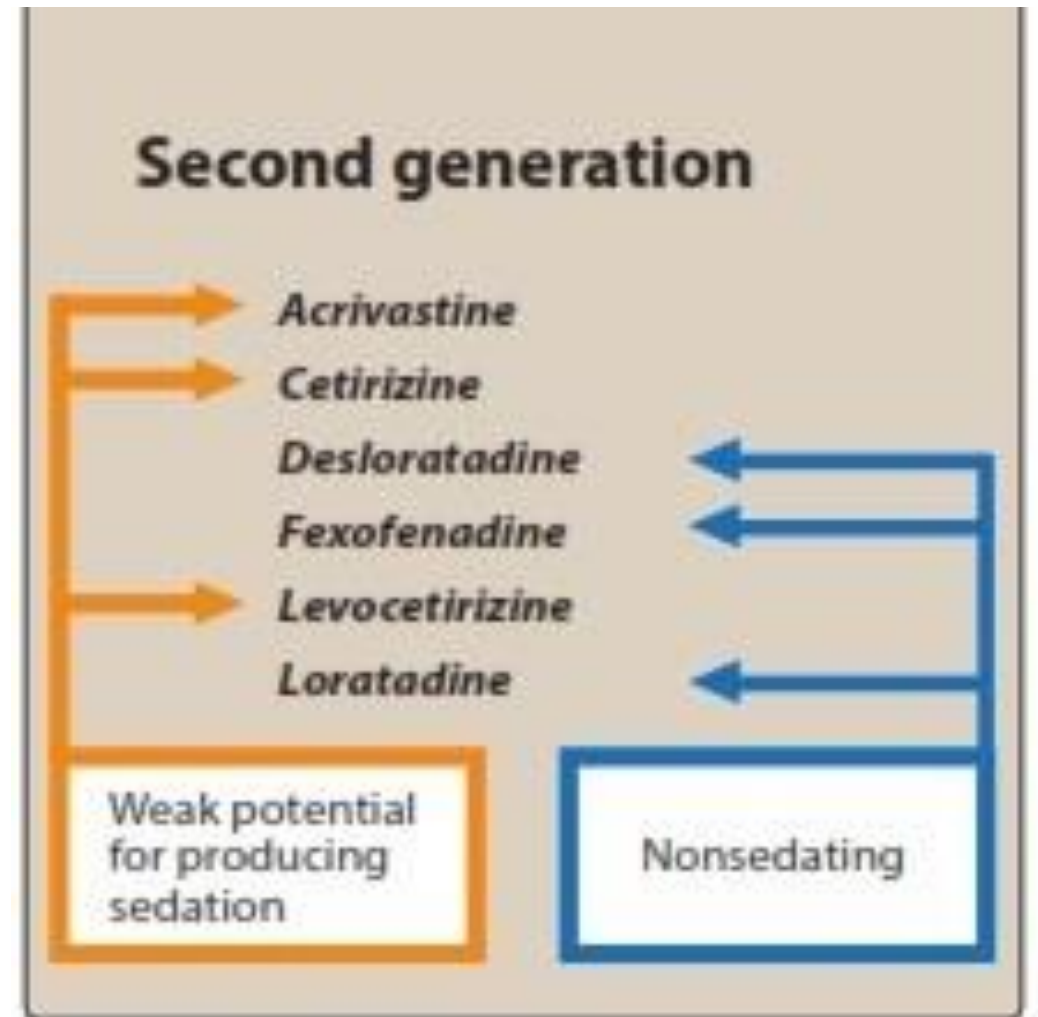 Second generation
Acrivastine
Cetirizine
Desloratadine
Fexofenadine
Levocetirizine
Loratadine
Weak potential
for producing
sedation
Nonsedating